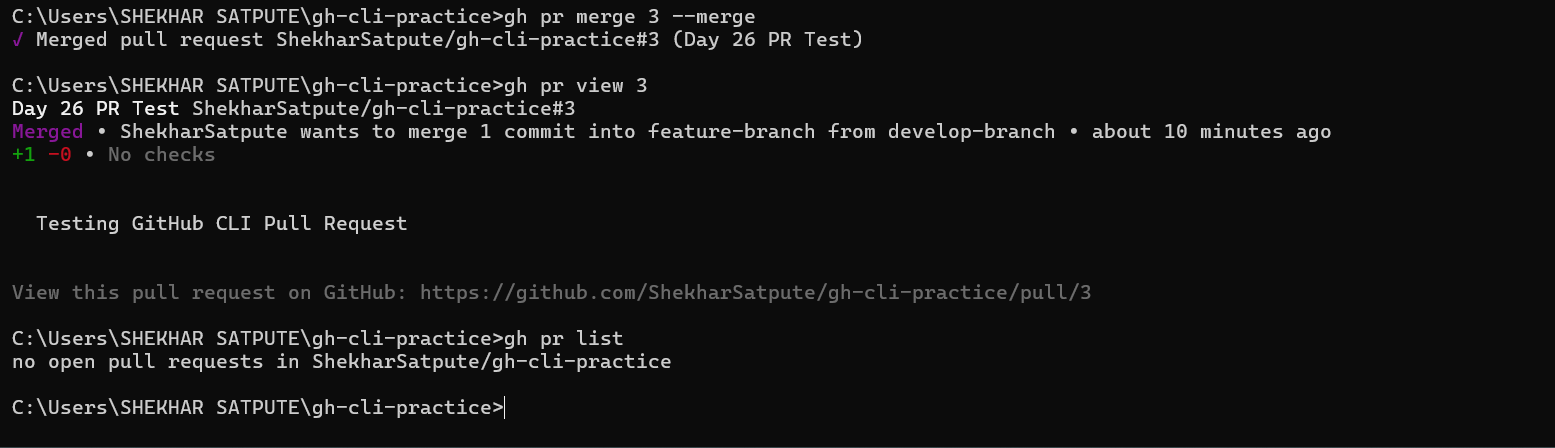 C:\Users\SHEKHAR SATPUTE\gh-cli-practice>gh pr merge 3 --merge
√ Merged pull request ShekharSatpute/gh-cli-practice#3 (Day 26 PR Test)
C:\Users\SHEKHAR SATPUTE\gh-cli-practice>gh pr view 3
Day 26 PR Test ShekharSatpute/gh-cli-practice#3
Merged • ShekharSatpute wants to merge 1 commit into feature-branch from develop-branch • about 10 minutes ago
+1 -0 • No checks
Testing GitHub CLI Pull Request
View this pull request on GitHub: https://github.com/ShekharSatpute/gh-cli-practice/pull/3
C:\Users\SHEKHAR SATPUTE\gh-cli-practice>gh pr list
no open pull requests in ShekharSatpute/gh-cli-practice
C:\Users\SHEKHAR SATPUTE\gh-cli-practice>